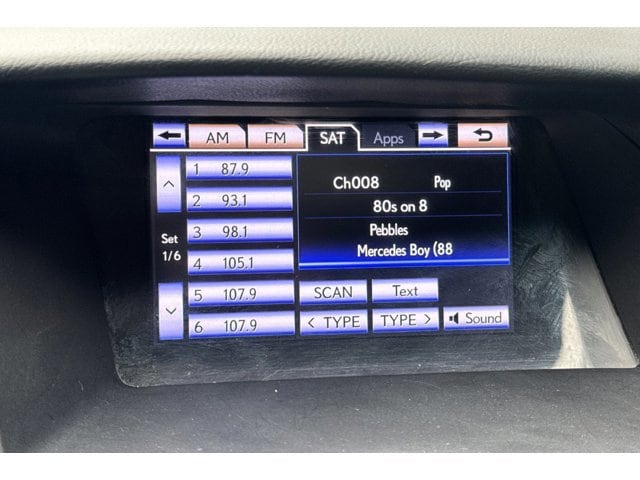 AM FM SAT Apps
1 87.9
2 93.1
3 98.1
4 105.1
5 107.9
6 107.9
Set
1/6
Ch008 Pop
80s on 8
Pebbles
Mercedes Boy (88
SCAN Text
< TYPE TYPE > Sound